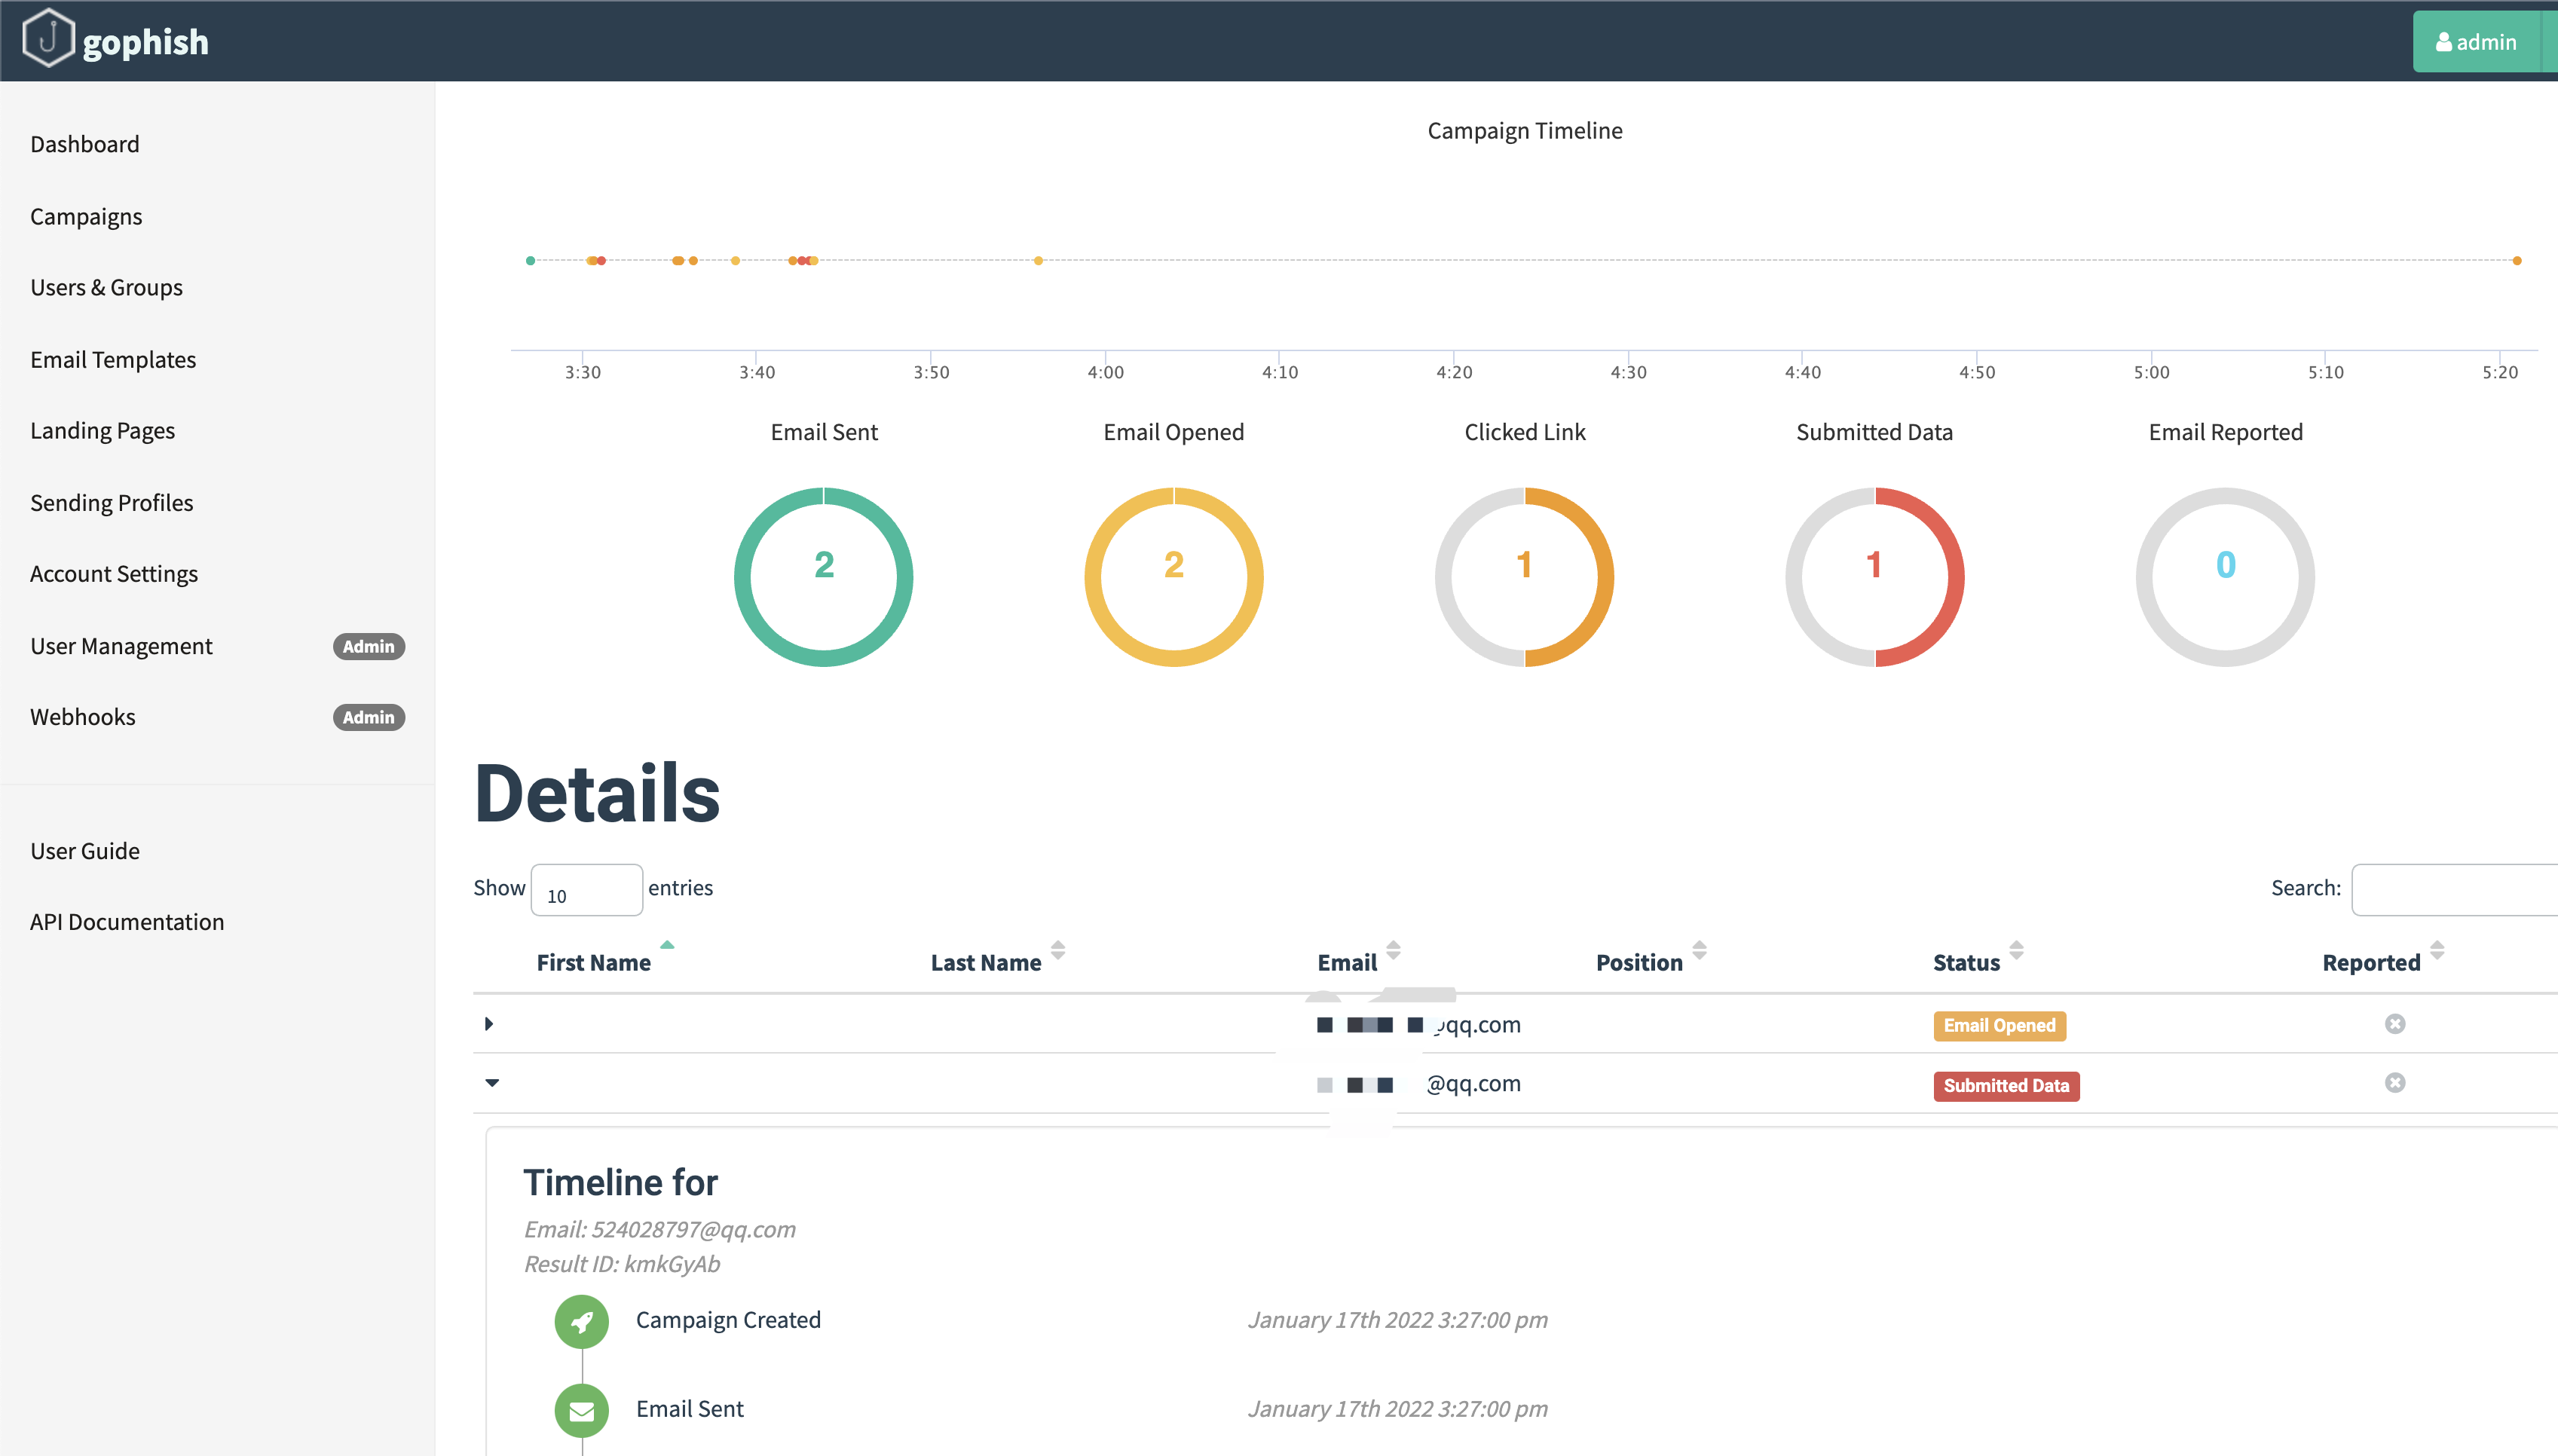 gophish
admin
Dashboard
Campaigns
Users & Groups
Email Templates
Landing Pages
Sending Profiles
Account Settings
User Management Admin
Webhooks Admin
User Guide
API Documentation
Campaign Timeline
3:30 3:40 3:50 4:00 4:10 4:20 4:30 4:40 4:50 5:00 5:10 5:20
Email Sent Email Opened Clicked Link Submitted Data Email Reported
2 2 1 1 0
Details
Show 10 entries Search:
First Name Last Name Email Position Status Reported
@qq.com Email Opened
@qq.com Submitted Data
Timeline for
Email: 524028797@qq.com
Result ID: kmkGyAb
Campaign Created January 17th 2022 3:27:00 pm
Email Sent January 17th 2022 3:27:00 pm